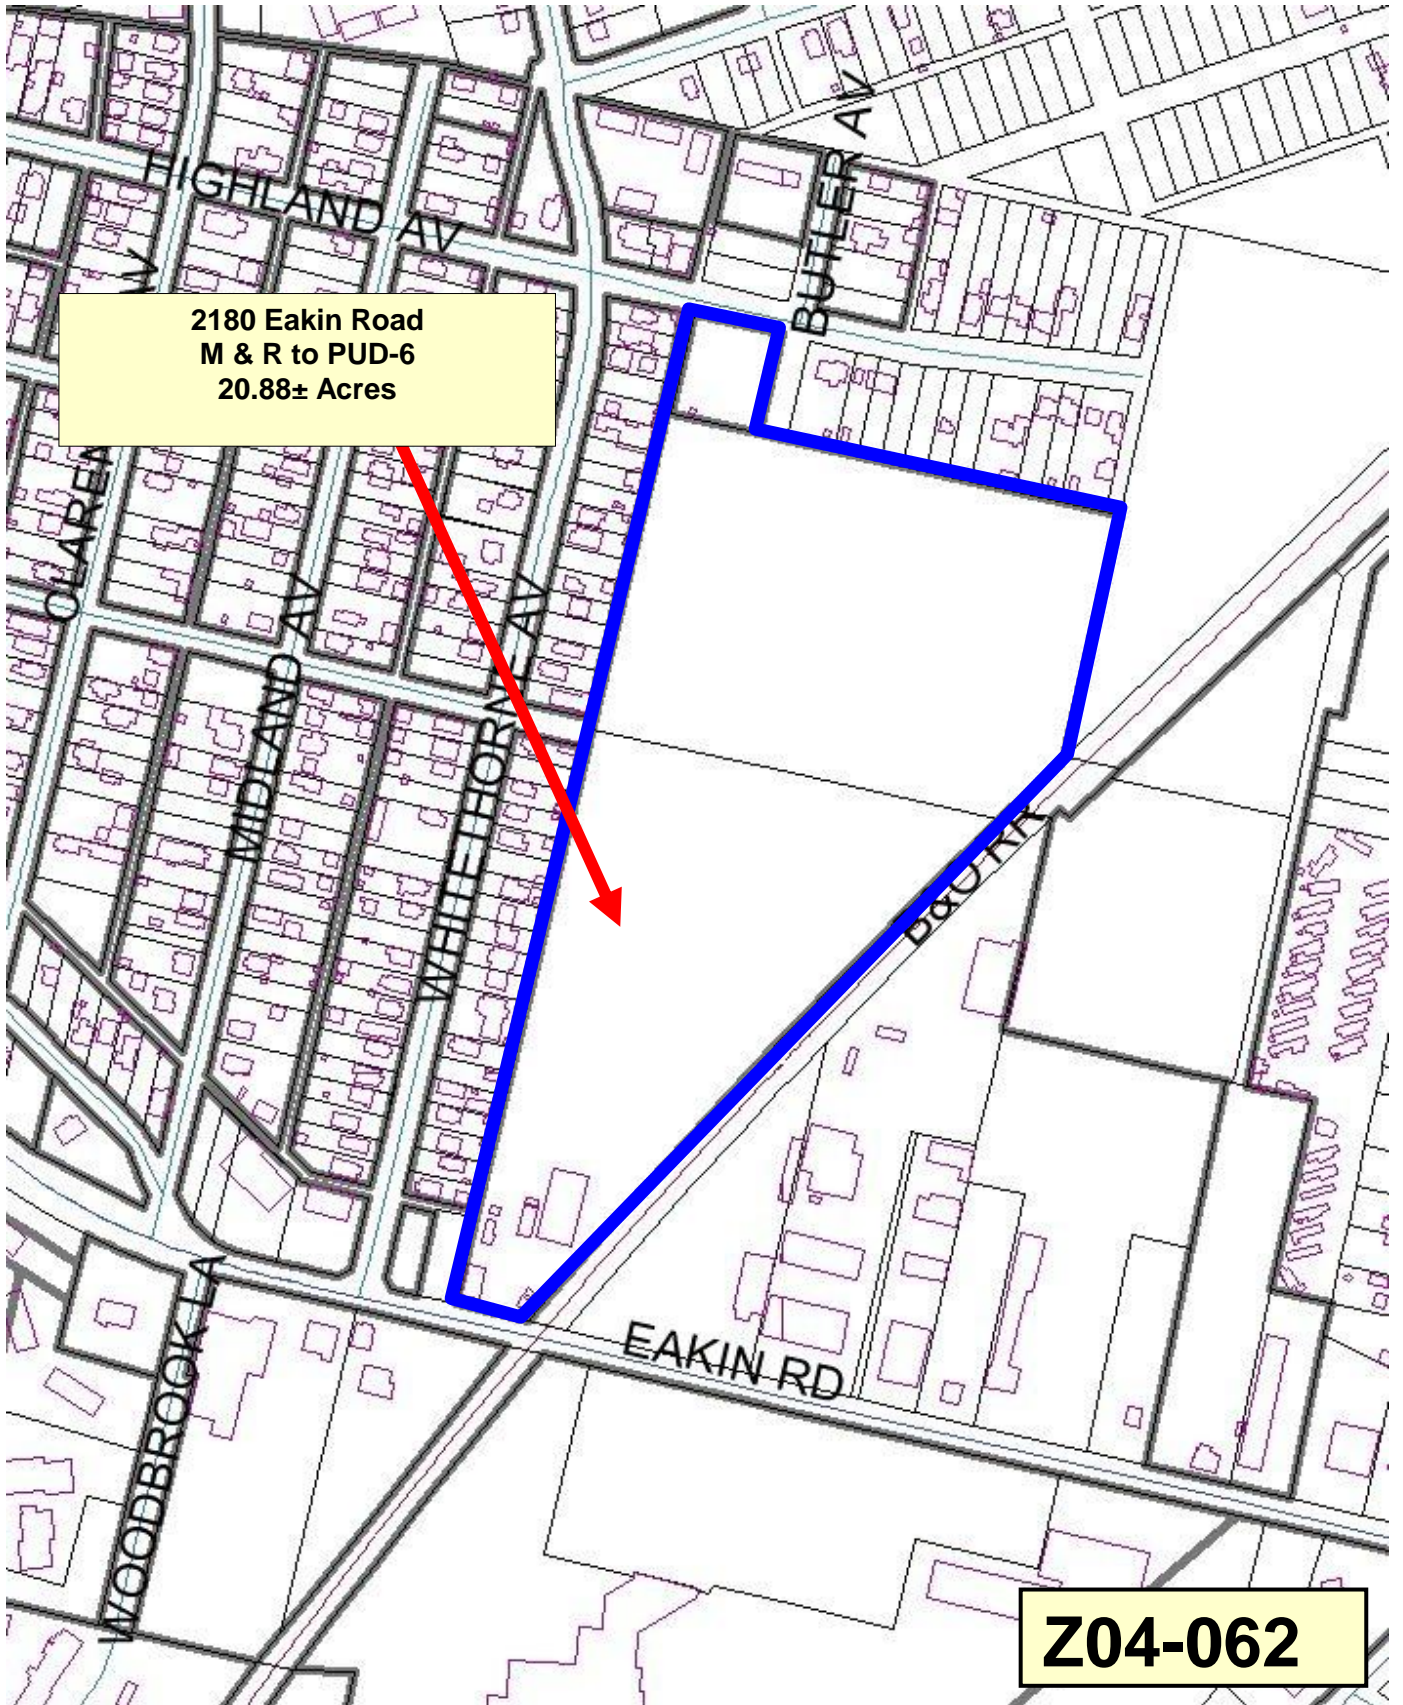 BUTLER AV
HIGHLAND AV
2180 Eakin Road
M & R to PUD-6
20.88± Acres
MIDLAND AV
WHITETHORNE AV
B&O RR
EAKIN RD
WOODBROOK LA
Z04-062